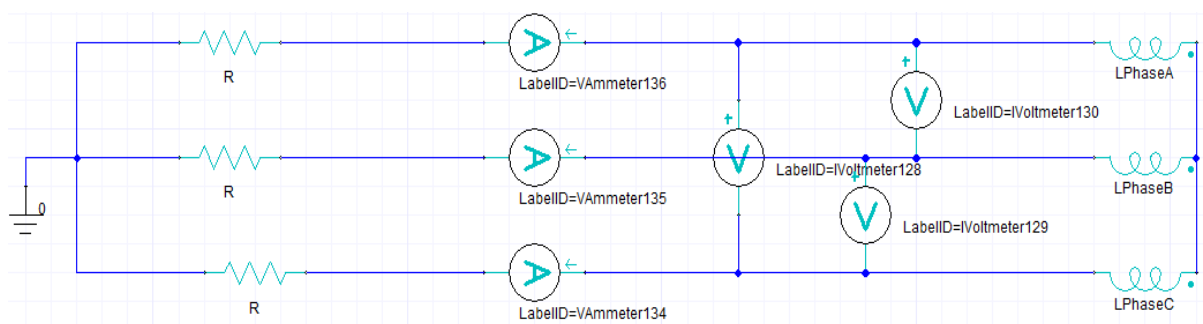 R
LabelID=VAmmeter136
LabelID=IVoltmeter130
LPhaseA
R
LabelID=VAmmeter135
LabelID=IVoltmeter128
LPhaseB
0
LabelID=IVoltmeter129
R
LabelID=VAmmeter134
LPhaseC